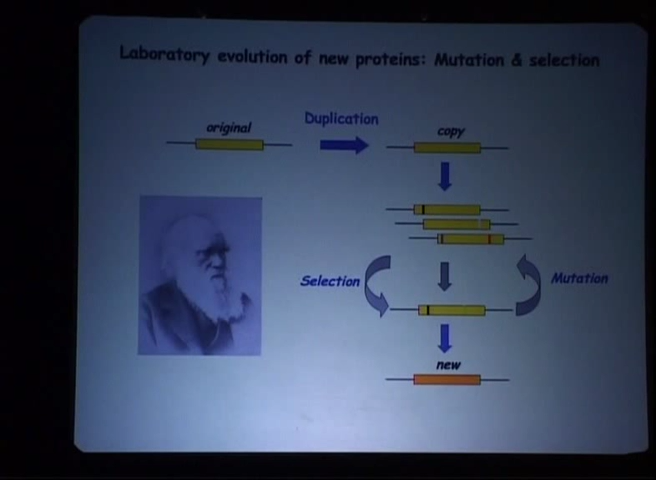 Laboratory evolution of new proteins: Mutation & selection
Duplication
original
copy
Selection
Mutation
new